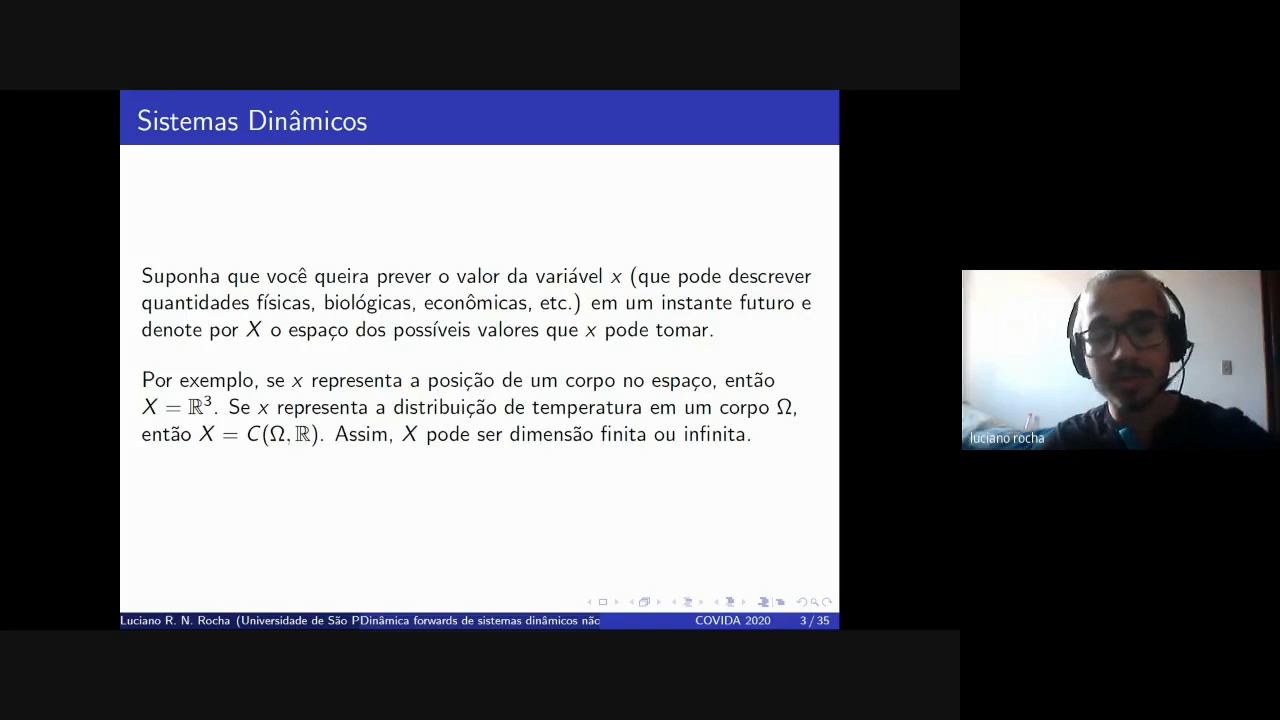 Sistemas Dinâmicos
Suponha que você queira prever o valor da variável x (que pode descrever
quantidades físicas, biológicas, econômicas, etc.) em um instante futuro e
denote por X o espaço dos possíveis valores que x pode tomar.
Por exemplo, se x representa a posição de um corpo no espaço, então
X = ℝ³. Se x representa a distribuição de temperatura em um corpo Ω,
então X = C(Ω, ℝ). Assim, X pode ser dimensão finita ou infinita.
luciano rocha
Luciano R. N. Rocha (Universidade de São P Dinâmica forwards de sistemas dinâmicos não COVIDA 2020 3 / 35